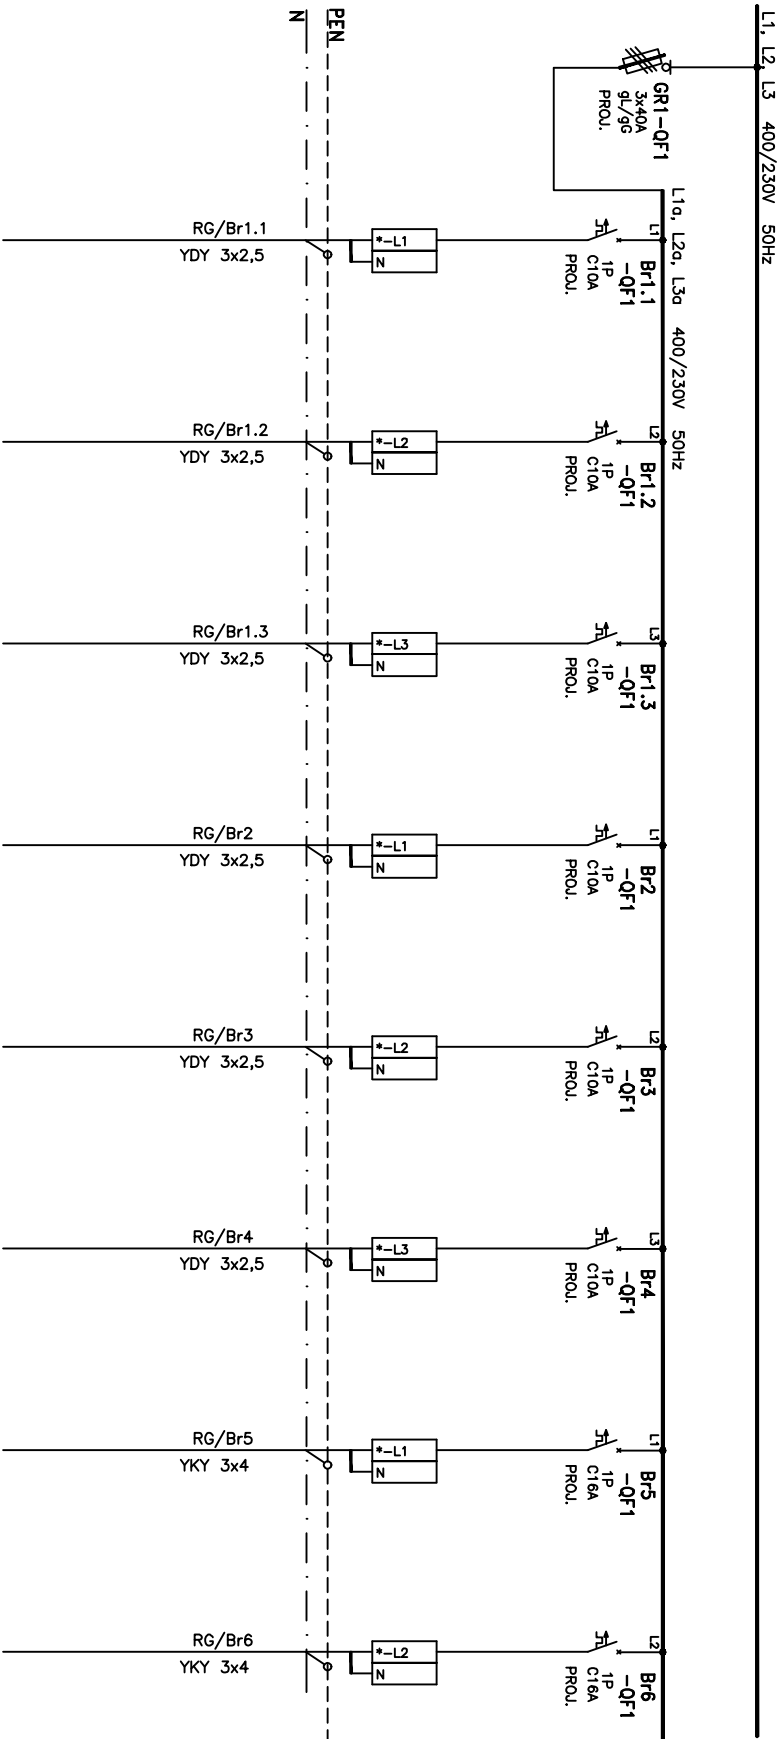 L1, L2, L3 400/230V 50Hz
GR1-QF1
3x40A
gL/gG
PROJ.
L1a, L2a, L3a 400/230V 50Hz
L1
Br1.1
-QF1
1P
C10A
PROJ.
*-L1
N
RG/Br1.1
YDY 3x2,5
L2
Br1.2
-QF1
1P
C10A
PROJ.
*-L2
N
RG/Br1.2
YDY 3x2,5
L3
Br1.3
-QF1
1P
C10A
PROJ.
*-L3
N
RG/Br1.3
YDY 3x2,5
L1
Br2
-QF1
1P
C10A
PROJ.
*-L1
N
RG/Br2
YDY 3x2,5
L2
Br3
-QF1
1P
C10A
PROJ.
*-L2
N
RG/Br3
YDY 3x2,5
L3
Br4
-QF1
1P
C10A
PROJ.
*-L3
N
RG/Br4
YDY 3x2,5
L1
Br5
-QF1
1P
C16A
PROJ.
*-L1
N
RG/Br5
YKY 3x4
L2
Br6
-QF1
1P
C16A
PROJ.
*-L2
N
RG/Br6
YKY 3x4
PEN
N